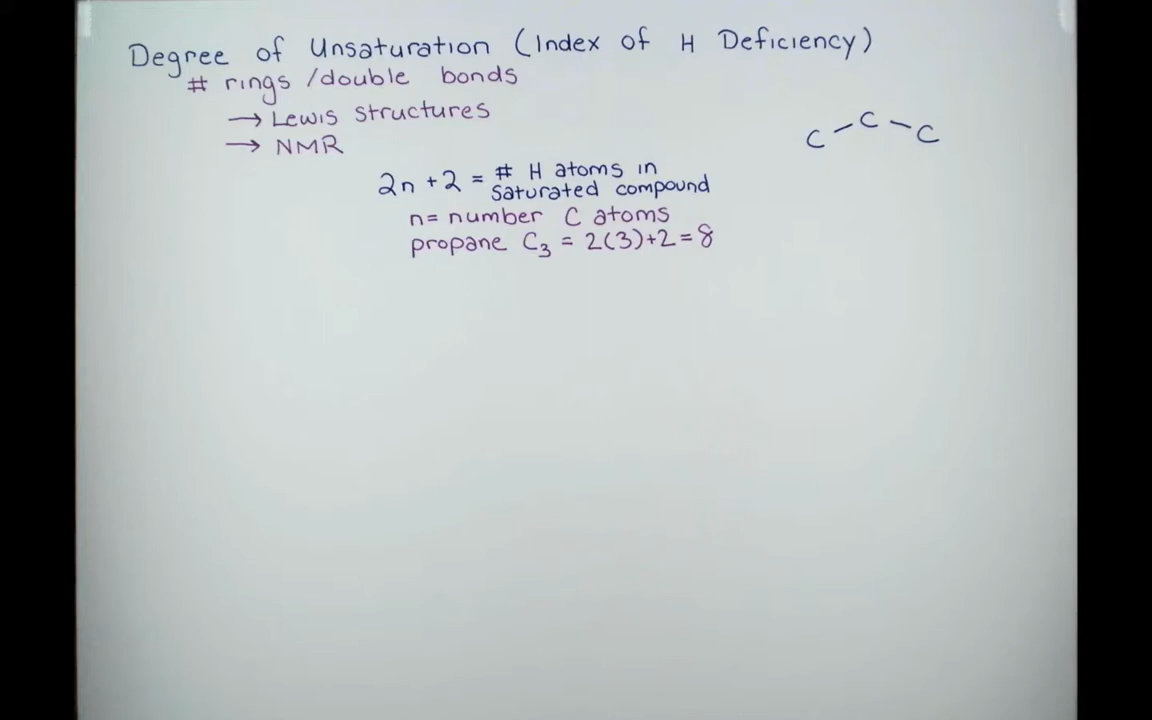 Degree of Unsaturation (Index of H Deficiency)
# rings /double bonds
→ Lewis Structures
→ NMR
C – C – C
2n +2 = # H atoms in
saturated compound
n= number C atoms
propane C₃ = 2(3)+2=8